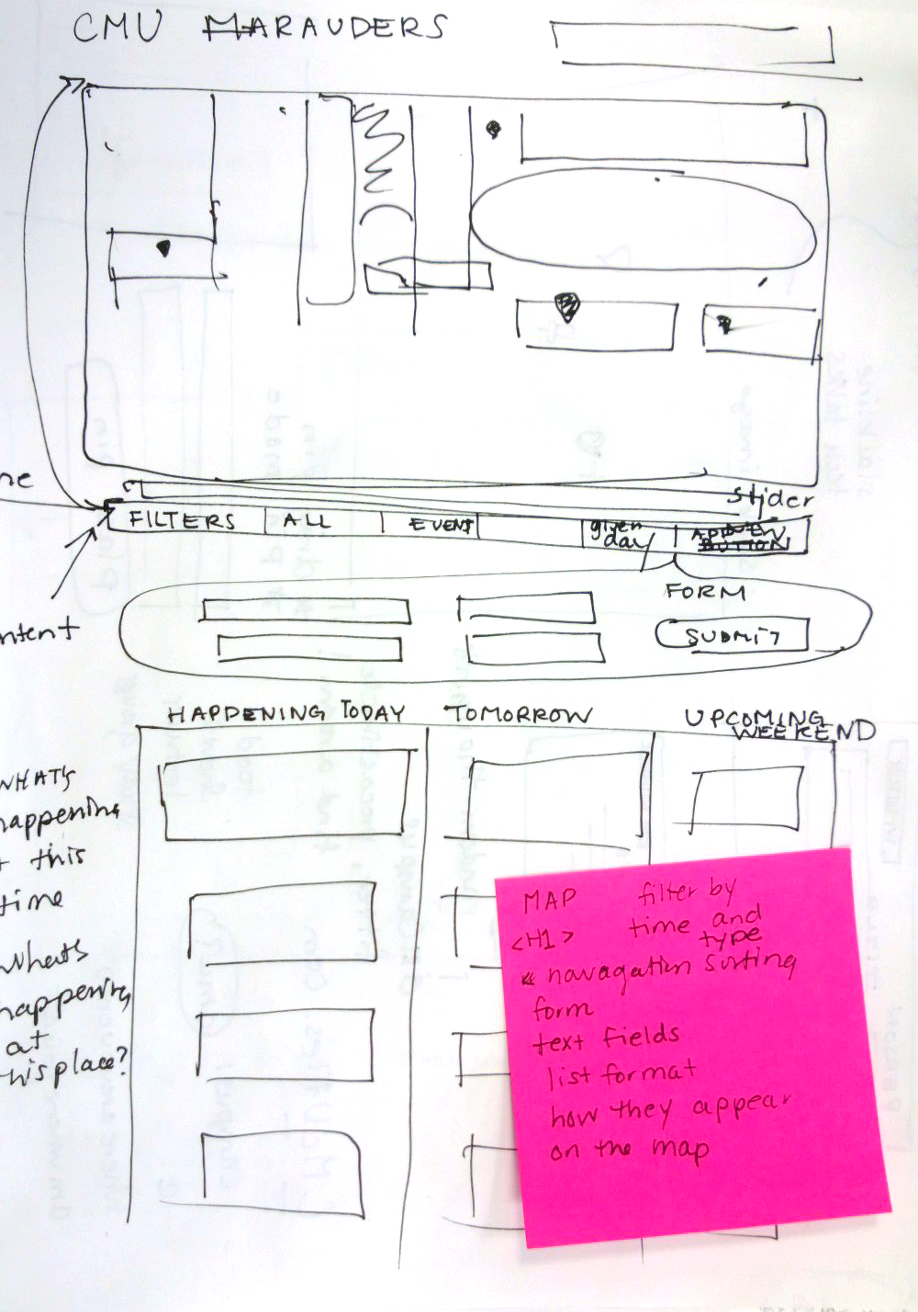 CMU MARAUDERS
ne
slider
FILTERS
ALL
EVENT
given
day
BUTTON
FORM
SUBMIT
ntent
HAPPENING TODAY
TOMORROW
UPCOMING
WEEKEND
WHAT'S
happening
t this
time
Whats
happening
at
this place?
MAP
<H1>
filter by
time and
type
navagation sorting
form
text fields
list format
how they appear
on the map